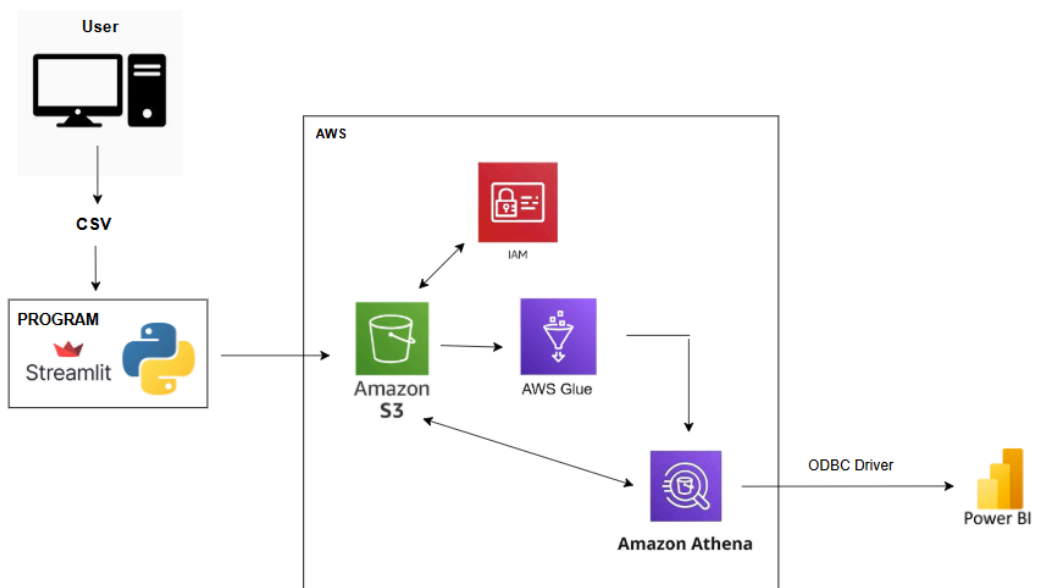 User
CSV
PROGRAM
Streamlit
AWS
IAM
Amazon
S3
AWS Glue
Amazon Athena
ODBC Driver
Power BI